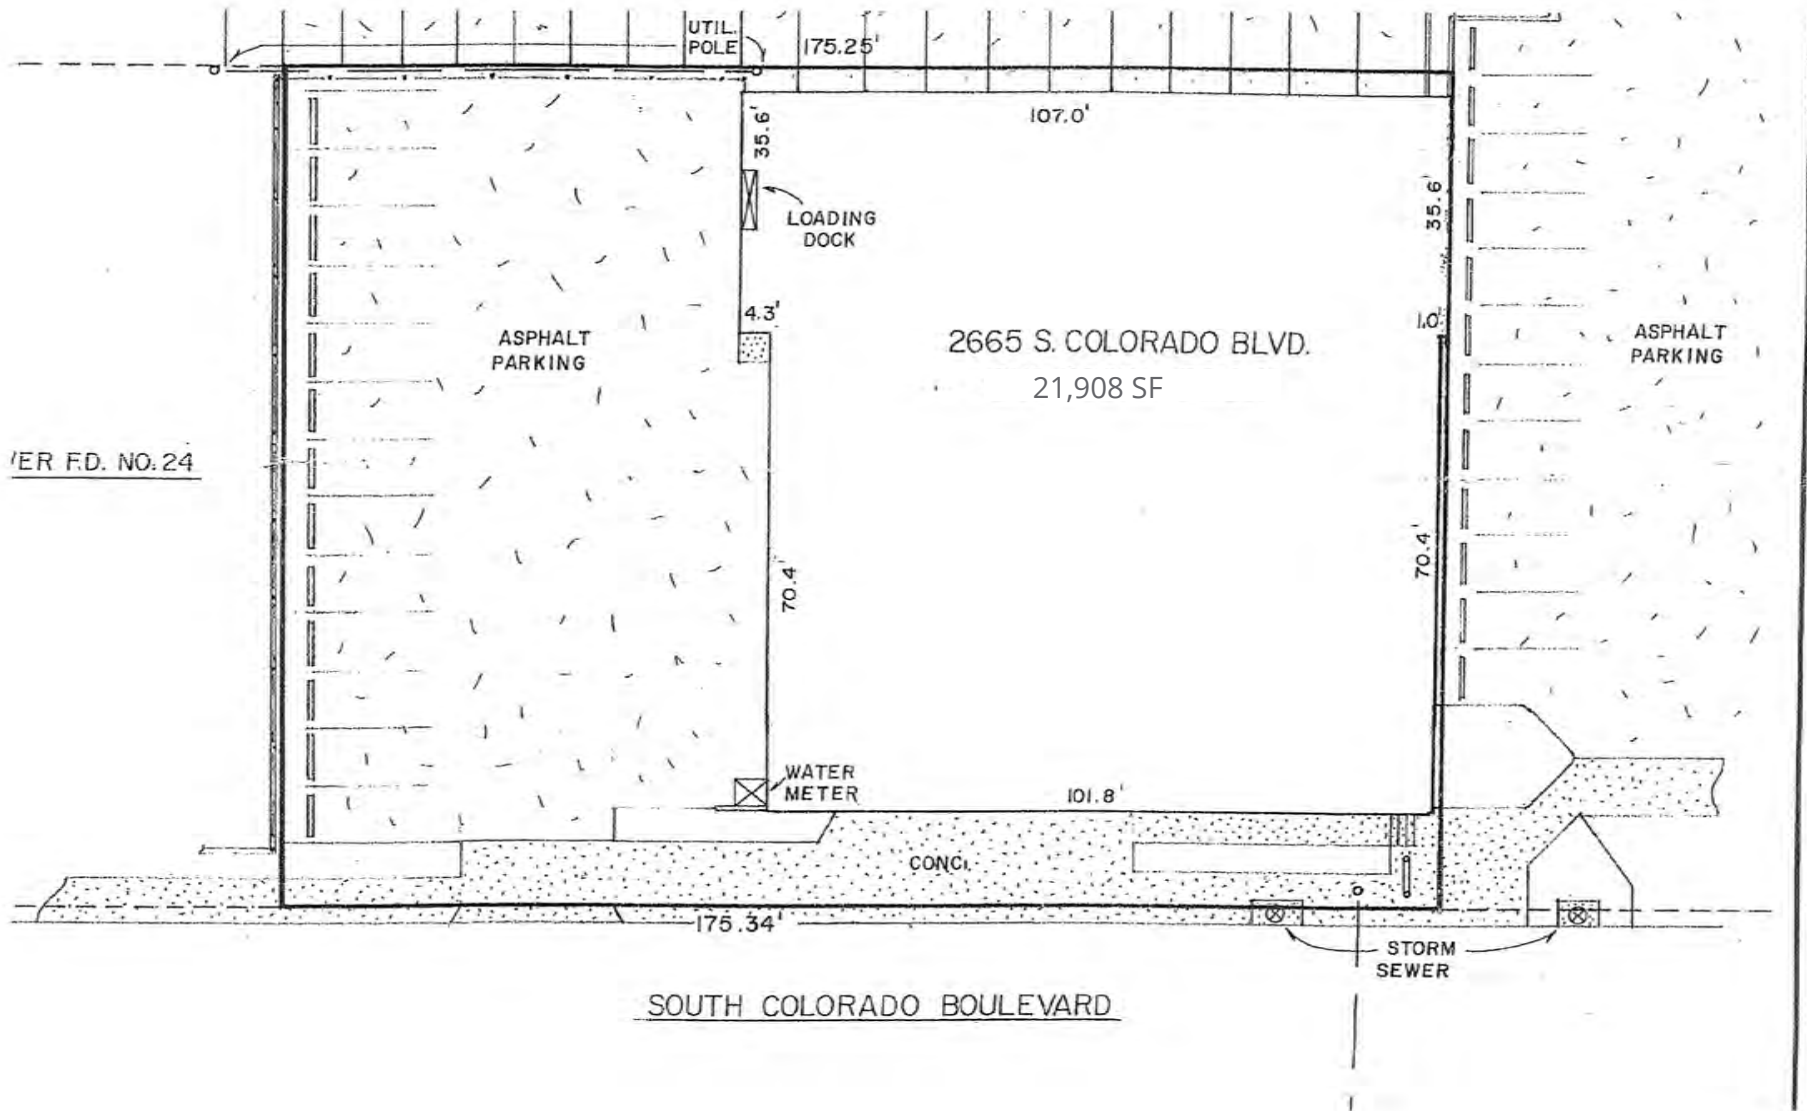 UTIL.
POLE
175.25'
107.0'
35.6'
35.6'
LOADING
DOCK
4.3'
1.0'
2665 S. COLORADO BLVD.
21,908 SF
ASPHALT
PARKING
ASPHALT
PARKING
'ER F.D. NO. 24
70.4'
70.4'
WATER
METER
101.8'
CONC.
175.34'
STORM
SEWER
SOUTH COLORADO BOULEVARD